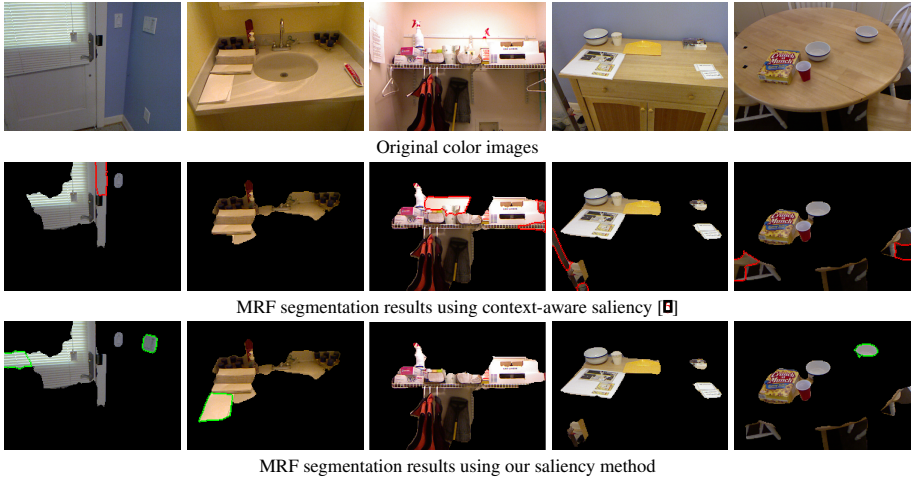 Original color images
MRF segmentation results using context-aware saliency []
MRF segmentation results using our saliency method